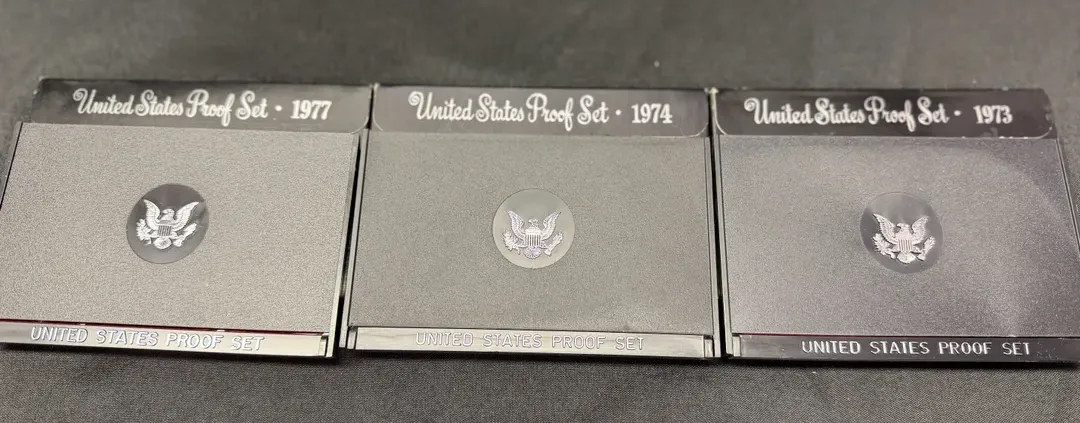 United States Proof Set · 1977
UNITED STATES PROOF SET
United States Proof Set · 1974
UNITED STATES PROOF SET
United States Proof Set · 1973
UNITED STATES PROOF SET